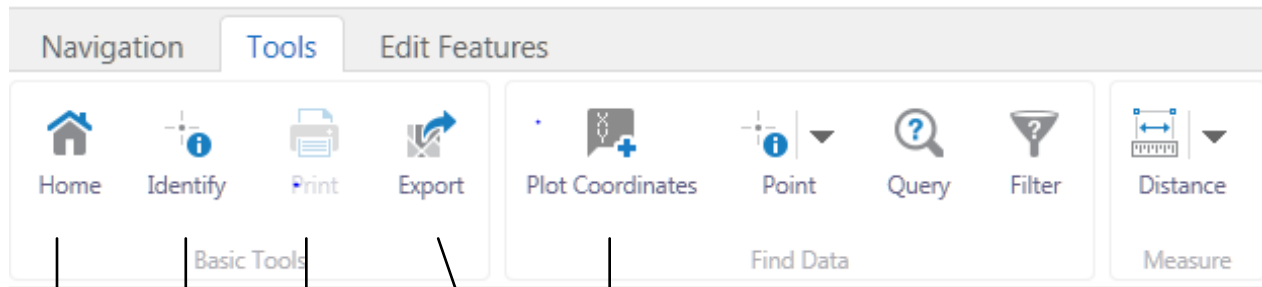 Navigation Tools Edit Features
Home Identify Print Export Plot Coordinates Point Query Filter Distance
Basic Tools Find Data Measure